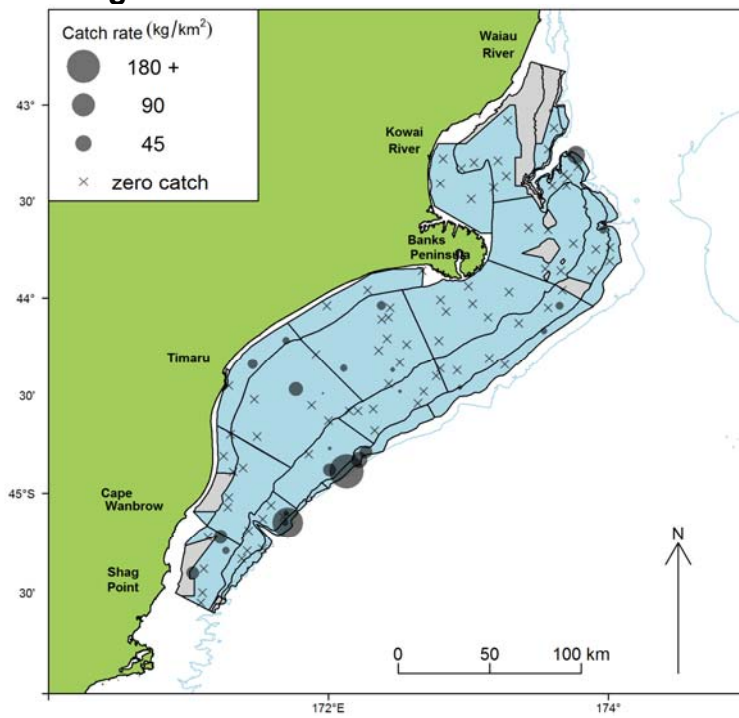 Catch rate (kg/km²)
180 +
90
45
× zero catch
Waiau
River
43°
Kowai
River
30'
Banks
Peninsula
44°
Timaru
30'
45°S
Cape
Wanbrow
Shag
Point
30'
N
0 50 100 km
172°E 174°